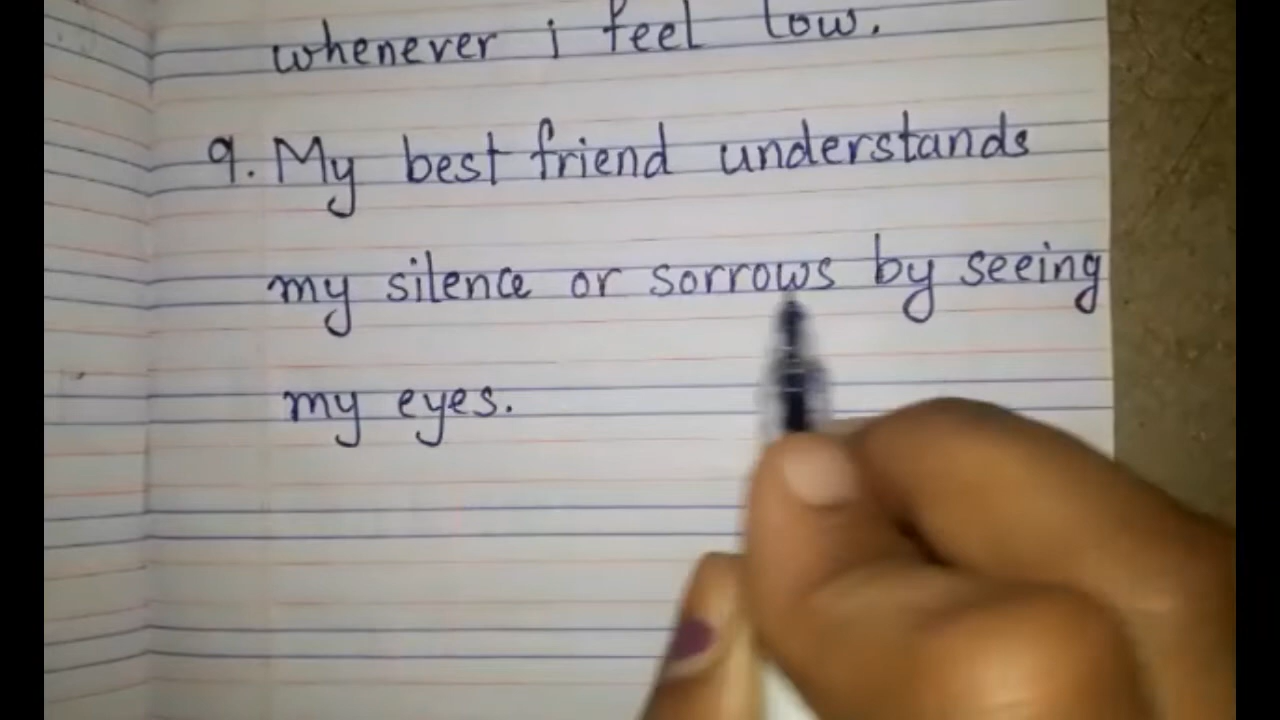 whenever i feel low.
9. My best friend understands
my silence or sorrows by seeing
my eyes.